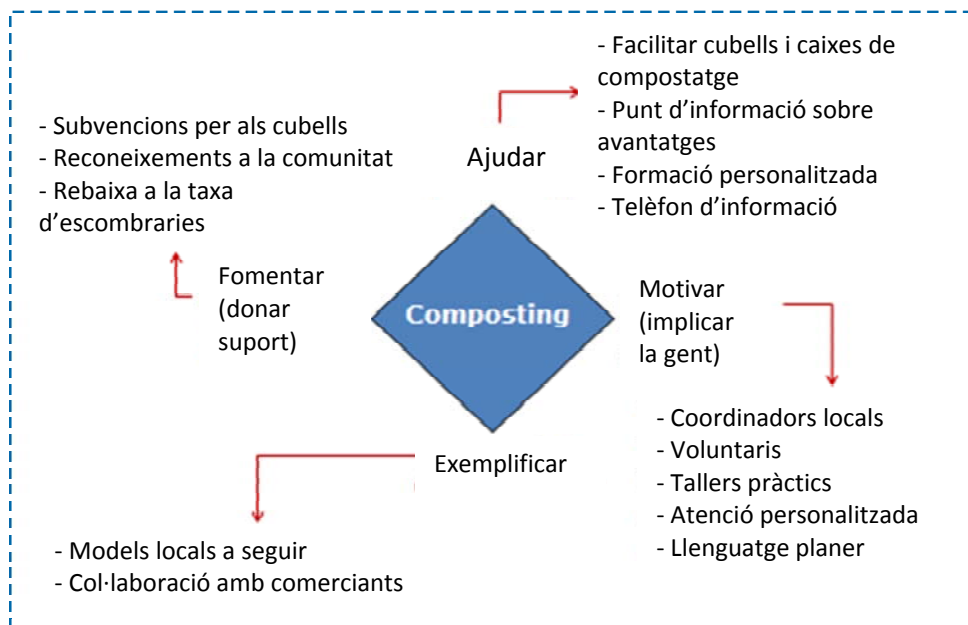 - Facilitar cubells i caixes de
compostatge
- Punt d’informació sobre
avantatges
- Formació personalitzada
- Telèfon d’informació
Ajudar
- Subvencions per als cubells
- Reconeixements a la comunitat
- Rebaixa a la taxa
d’escombraries
Fomentar
(donar
suport)
Composting
Motivar
(implicar
la gent)
- Coordinadors locals
- Voluntaris
- Tallers pràctics
- Atenció personalitzada
- Llenguatge planer
Exemplificar
- Models locals a seguir
- Col·laboració amb comerciants